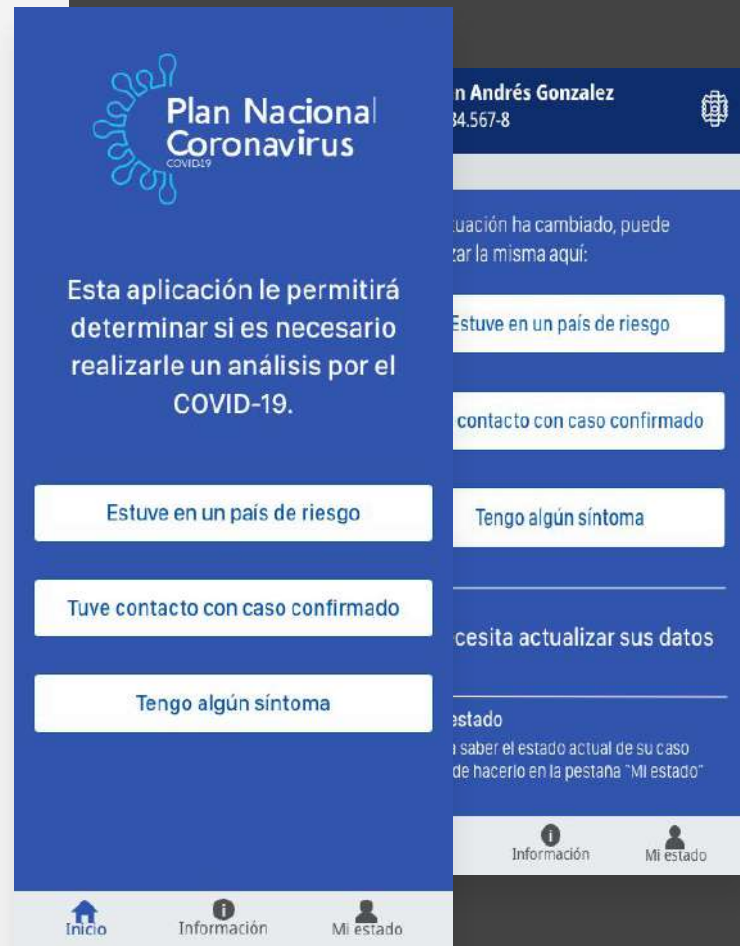 Plan Nacional
Coronavirus
COVID19
Esta aplicación le permitirá
determinar si es necesario
realizarle un análisis por el
COVID-19.
Estuve en un país de riesgo
Tuve contacto con caso confirmado
Tengo algún síntoma
Inicio
Información
Mi estado
n Andrés Gonzalez
34.567-8
uación ha cambiado, puede
zar la misma aquí:
Estuve en un país de riesgo
contacto con caso confirmado
Tengo algún síntoma
cesita actualizar sus datos
estado
saber el estado actual de su caso
de hacerlo en la pestaña "Mi estado"
Información
Mi estado